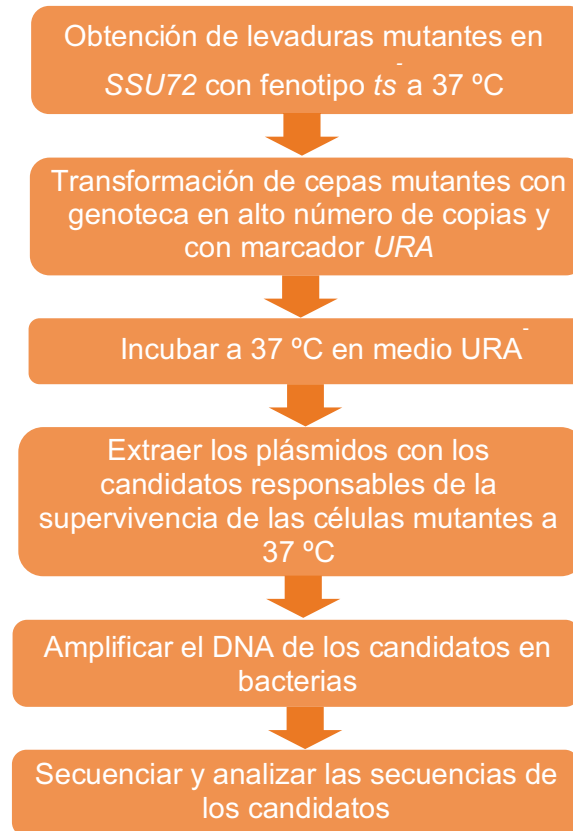 Obtención de levaduras mutantes en
SSU72 con fenotipo ts⁻ a 37 ºC
Transformación de cepas mutantes con
genoteca en alto número de copias y
con marcador URA
Incubar a 37 ºC en medio URA⁻
Extraer los plásmidos con los
candidatos responsables de la
supervivencia de las células mutantes a
37 ºC
Amplificar el DNA de los candidatos en
bacterias
Secuenciar y analizar las secuencias de
los candidatos